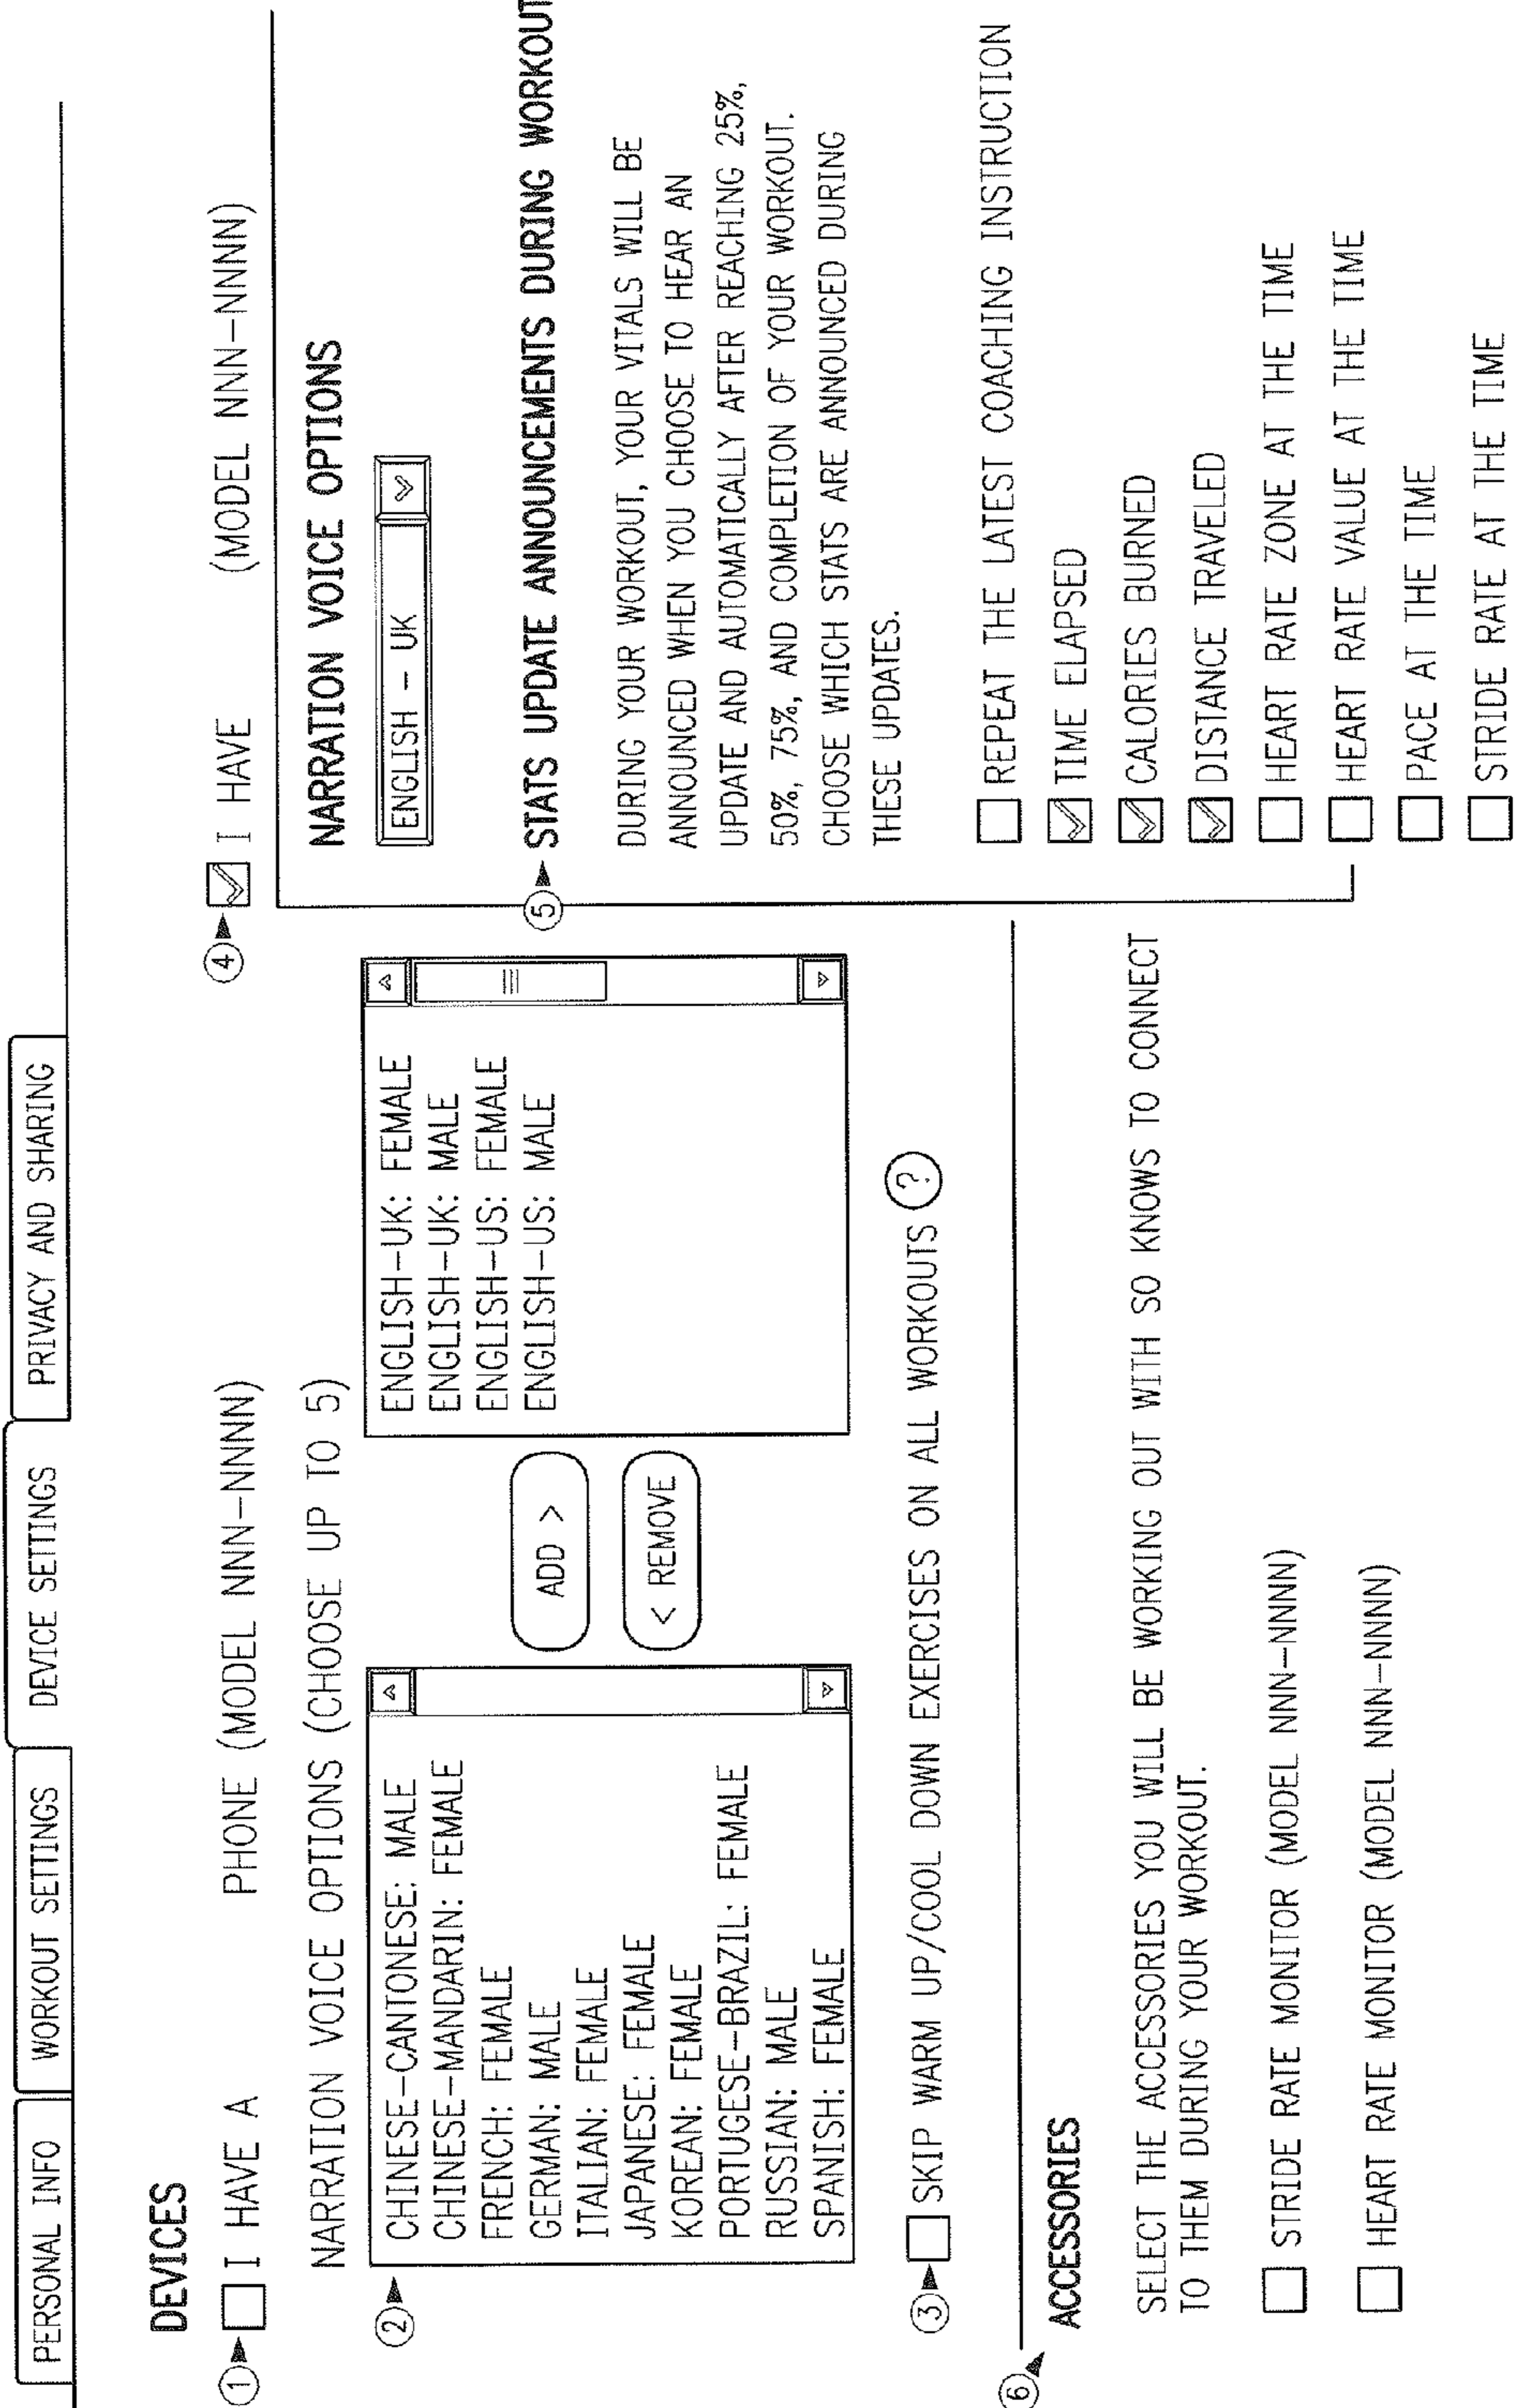 PERSONAL INFO
WORKOUT SETTINGS
DEVICE SETTINGS
PRIVACY AND SHARING
DEVICES
① I HAVE A PHONE (MODEL NNN-NNNN)
NARRATION VOICE OPTIONS (CHOOSE UP TO 5)
②
CHINESE-CANTONESE: MALE
CHINESE-MANDARIN: FEMALE
FRENCH: FEMALE
GERMAN: MALE
ITALIAN: FEMALE
JAPANESE: FEMALE
KOREAN: FEMALE
PORTUGESE-BRAZIL: FEMALE
RUSSIAN: MALE
SPANISH: FEMALE
ADD >
< REMOVE
ENGLISH-UK: FEMALE
ENGLISH-UK: MALE
ENGLISH-US: FEMALE
ENGLISH-US: MALE
③ SKIP WARM UP/COOL DOWN EXERCISES ON ALL WORKOUTS ?
④ I HAVE (MODEL NNN-NNNN)
NARRATION VOICE OPTIONS
ENGLISH - UK
⑤ STATS UPDATE ANNOUNCEMENTS DURING WORKOUT
DURING YOUR WORKOUT, YOUR VITALS WILL BE
ANNOUNCED WHEN YOU CHOOSE TO HEAR AN
UPDATE AND AUTOMATICALLY AFTER REACHING 25%,
50%, 75%, AND COMPLETION OF YOUR WORKOUT.
CHOOSE WHICH STATS ARE ANNOUNCED DURING
THESE UPDATES.
REPEAT THE LATEST COACHING INSTRUCTION
TIME ELAPSED
CALORIES BURNED
DISTANCE TRAVELED
HEART RATE ZONE AT THE TIME
HEART RATE VALUE AT THE TIME
PACE AT THE TIME
STRIDE RATE AT THE TIME
⑥ ACCESSORIES
SELECT THE ACCESSORIES YOU WILL BE WORKING OUT WITH SO KNOWS TO CONNECT
TO THEM DURING YOUR WORKOUT.
STRIDE RATE MONITOR (MODEL NNN-NNNN)
HEART RATE MONITOR (MODEL NNN-NNNN)